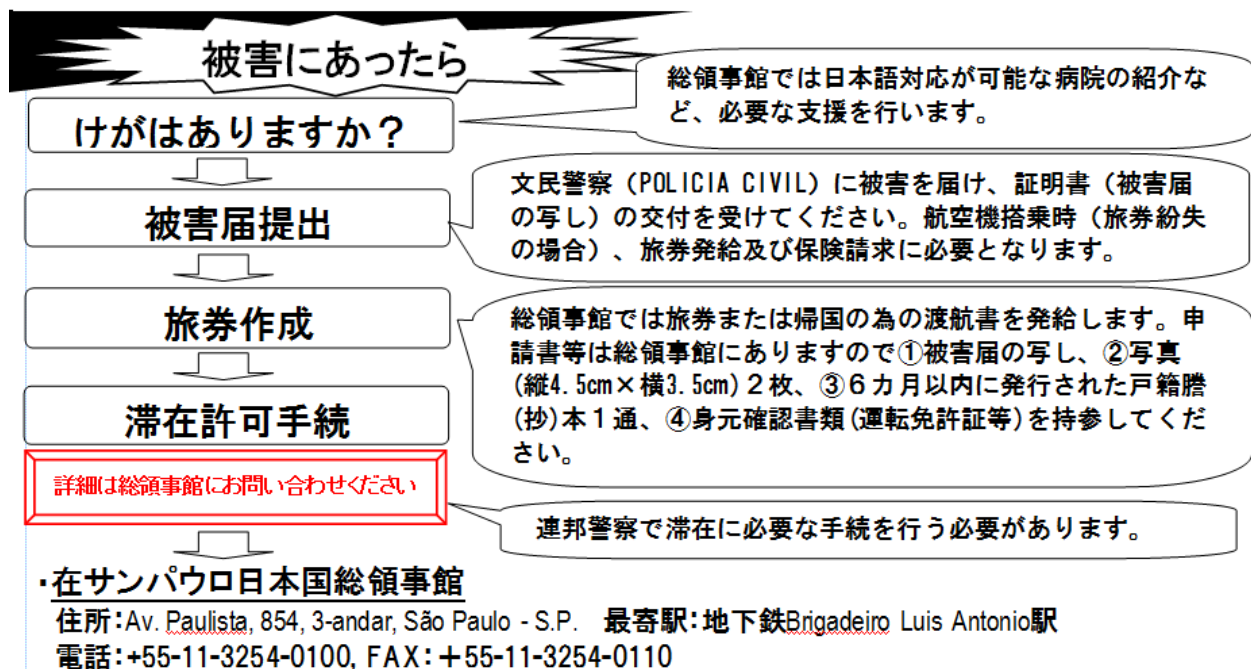 被害にあったら
けがはありますか？
総領事館では日本語対応が可能な病院の紹介な
ど、必要な支援を行います。
被害届提出
文民警察（POLICIA CIVIL）に被害を届け、証明書（被害届
の写し）の交付を受けてください。航空機搭乗時（旅券紛失
の場合）、旅券発給及び保険請求に必要となります。
旅券作成
総領事館では旅券または帰国の為の渡航書を発給します。申
請書等は総領事館にありますので①被害届の写し、②写真
(縦4.5cm×横3.5cm)２枚、③６カ月以内に発行された戸籍謄
(抄)本１通、④身元確認書類(運転免許証等)を持参してくだ
さい。
滞在許可手続
詳細は総領事館にお問い合わせください
連邦警察で滞在に必要な手続を行う必要があります。
・在サンパウロ日本国総領事館
住所：Av. Paulista, 854, 3-andar, São Paulo - S.P.　最寄駅：地下鉄Brigadeiro Luis Antonio駅
電話：+55-11-3254-0100, FAX：＋55-11-3254-0110